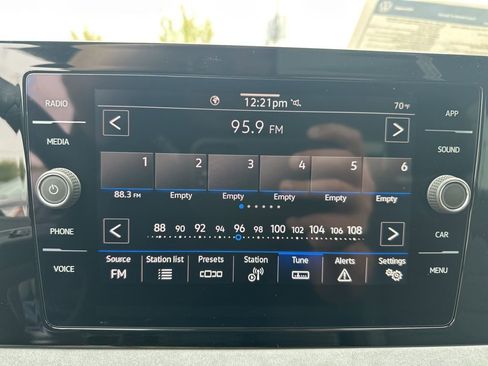 12:21pm 70°F
RADIO APP
< 95.9 FM >
MEDIA SOUND
1 2 3 4 5 6
88.3 FM Empty Empty Empty Empty Empty
< 88 90 92 94 96 98 100 102 104 106 108 >
PHONE CAR
Source Station list Presets Station Tune Alerts Settings
FM
VOICE MENU